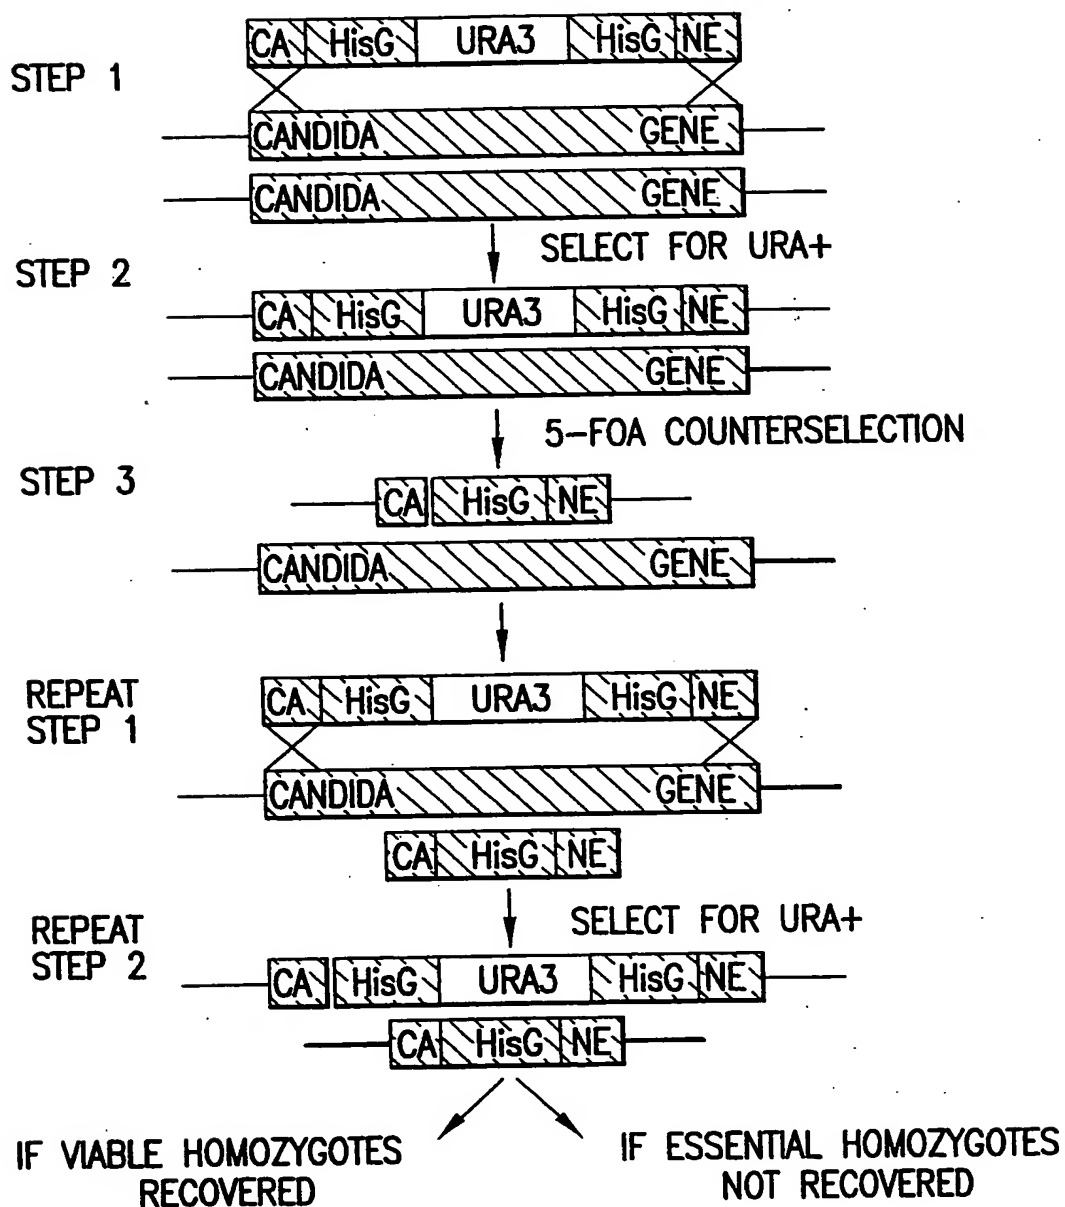 CA HisG URA3 HisG NE
STEP 1
CANDIDA GENE
CANDIDA GENE
SELECT FOR URA+
STEP 2
CA HisG URA3 HisG NE
CANDIDA GENE
5-FOA COUNTERSELECTION
STEP 3
CA HisG NE
CANDIDA GENE
REPEAT
STEP 1
CA HisG URA3 HisG NE
CANDIDA GENE
CA HisG NE
SELECT FOR URA+
REPEAT
STEP 2
CA HisG URA3 HisG NE
CA HisG NE
IF VIABLE HOMOZYGOTES
RECOVERED
IF ESSENTIAL HOMOZYGOTES
NOT RECOVERED